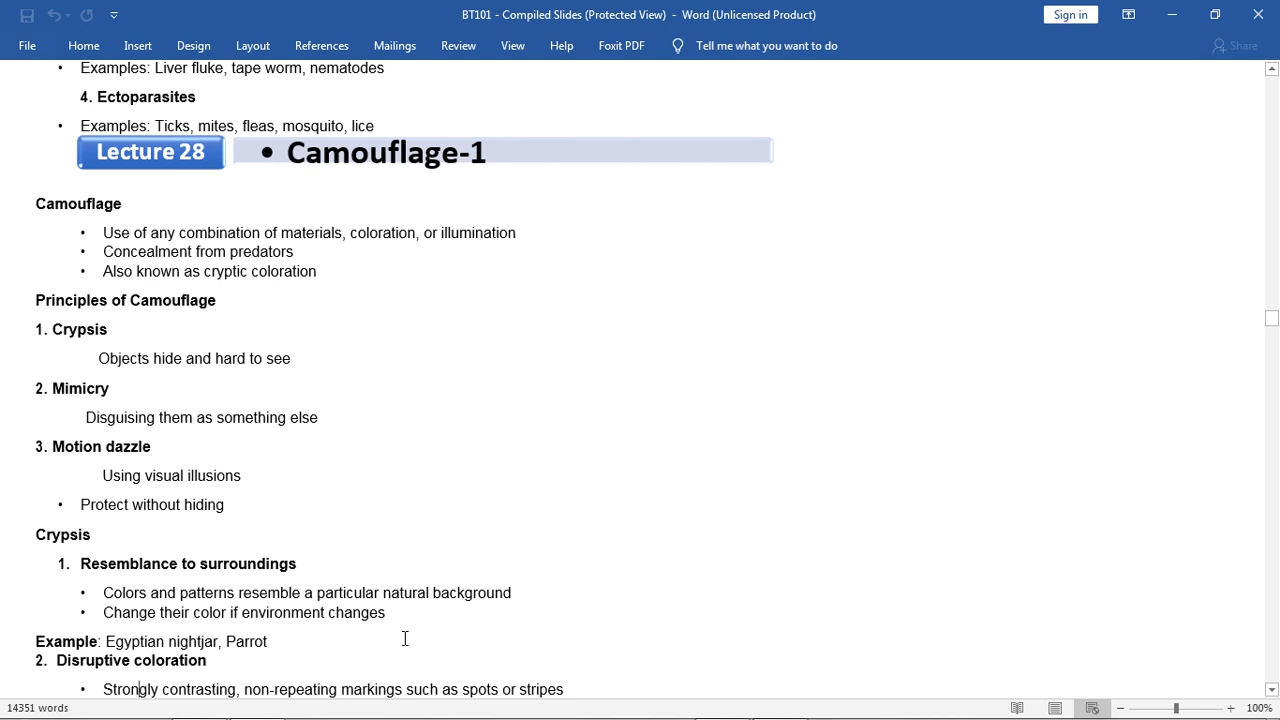 BT101 - Compiled Slides (Protected View) - Word (Unlicensed Product)
Sign in
File Home Insert Design Layout References Mailings Review View Help Foxit PDF Tell me what you want to do Share
• Examples: Liver fluke, tape worm, nematodes
4. Ectoparasites
• Examples: Ticks, mites, fleas, mosquito, lice
Lecture 28 • Camouflage-1
Camouflage
• Use of any combination of materials, coloration, or illumination
• Concealment from predators
• Also known as cryptic coloration
Principles of Camouflage
1. Crypsis
Objects hide and hard to see
2. Mimicry
Disguising them as something else
3. Motion dazzle
Using visual illusions
• Protect without hiding
Crypsis
1. Resemblance to surroundings
• Colors and patterns resemble a particular natural background
• Change their color if environment changes
Example: Egyptian nightjar, Parrot
2. Disruptive coloration
• Strongly contrasting, non-repeating markings such as spots or stripes
14351 words
100%